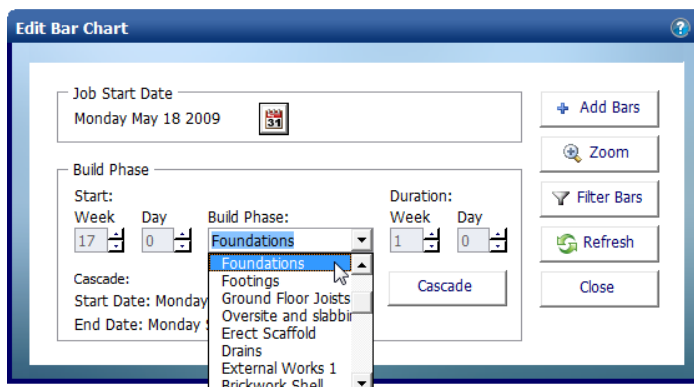 Edit Bar Chart
?
Job Start Date
Monday May 18 2009
31
Add Bars
Zoom
Build Phase
Filter Bars
Start:
Duration:
Week Day Build Phase: Week Day
17 0 Foundations 1 0
Refresh
Foundations
Footings
Ground Floor Joists
Oversite and slabbin
Erect Scaffold
Drains
External Works 1
Brickwork Shell
Cascade:
Start Date: Monday
End Date: Monday
Cascade
Close